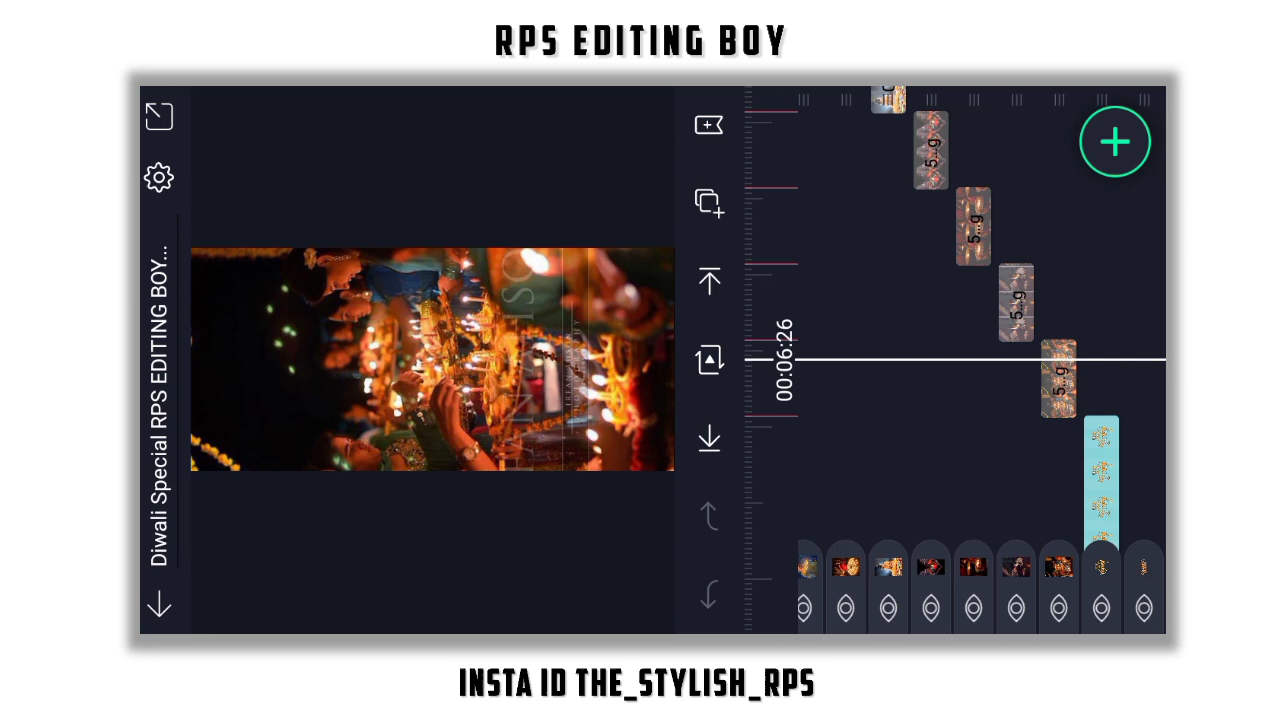 RPS EDITING BOY
Diwali Special RPS EDITING BOY...
00:06:26
5...g
5...g
5...g
5...g
INSTA ID THE_STYLISH_RPS